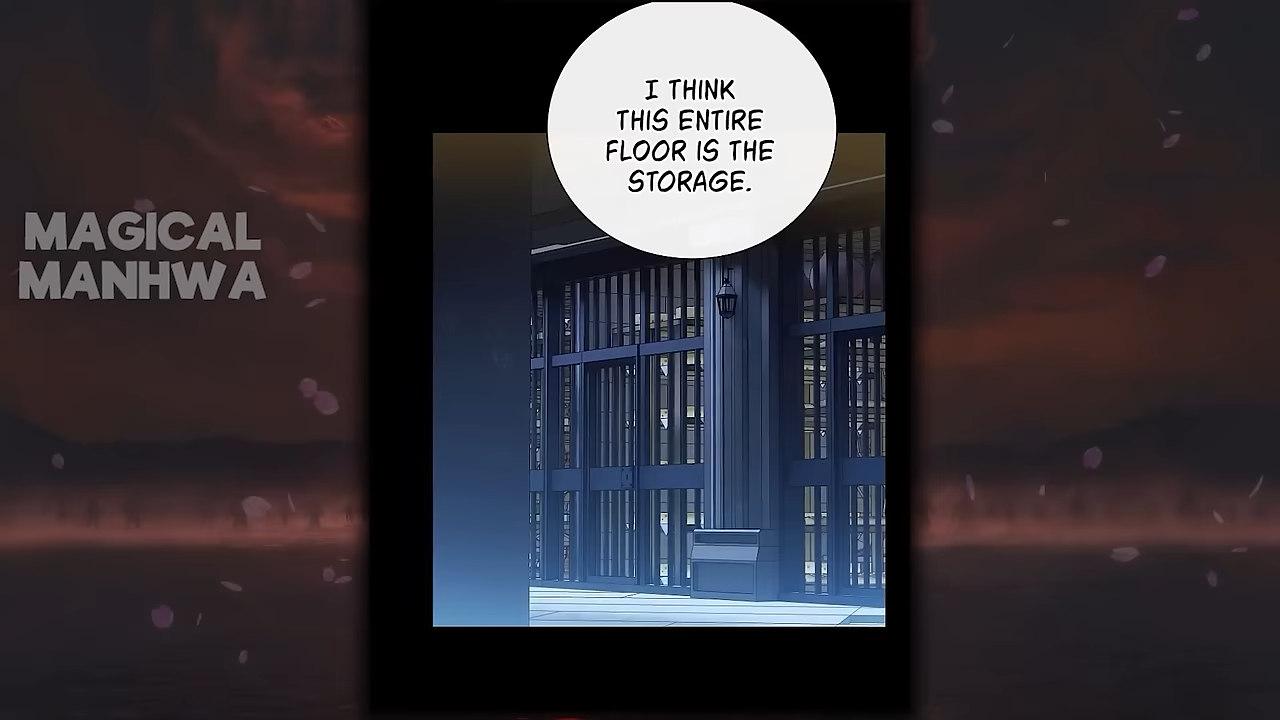 MAGICAL
MANHWA
I THINK
THIS ENTIRE
FLOOR IS THE
STORAGE.